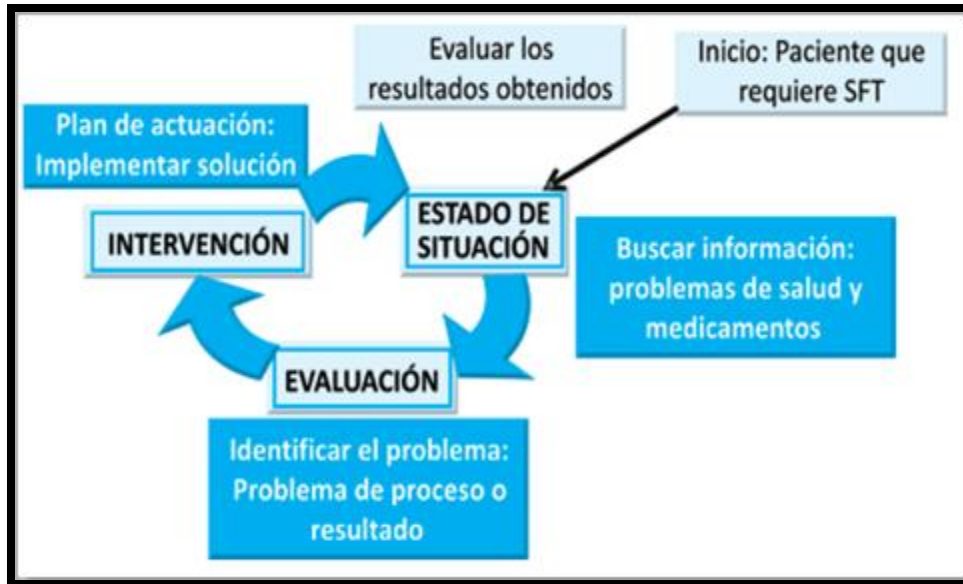 Evaluar los
resultados obtenidos
Inicio: Paciente que
requiere SFT
Plan de actuación:
Implementar solución
ESTADO DE
SITUACIÓN
INTERVENCIÓN
Buscar información:
problemas de salud y
medicamentos
EVALUACIÓN
Identificar el problema:
Problema de proceso o
resultado